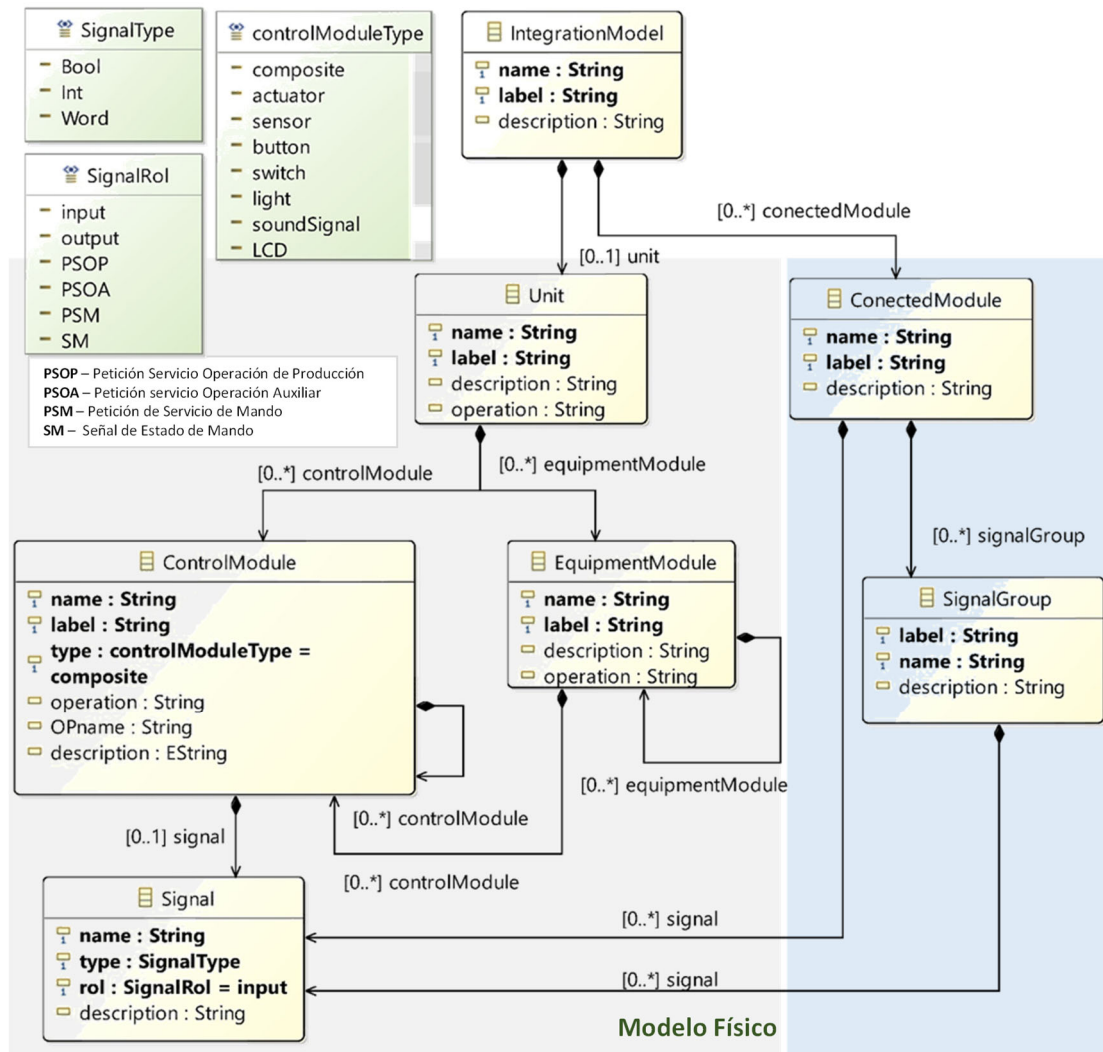 SignalType
Bool
Int
Word
controlModuleType
composite
actuator
sensor
button
switch
light
soundSignal
LCD
IntegrationModel
name : String
label : String
description : String
SignalRol
input
output
PSOP
PSOA
PSM
SM
PSOP – Petición Servicio Operación de Producción
PSOA – Petición servicio Operación Auxiliar
PSM – Petición de Servicio de Mando
SM – Señal de Estado de Mando
[0..*] conectedModule
[0..1] unit
Unit
name : String
label : String
description : String
operation : String
ConectedModule
name : String
label : String
description : String
[0..*] controlModule
[0..*] equipmentModule
[0..*] signalGroup
ControlModule
name : String
label : String
type : controlModuleType =
composite
operation : String
OPname : String
description : EString
EquipmentModule
name : String
label : String
description : String
operation : String
SignalGroup
label : String
name : String
description : String
[0..*] equipmentModule
[0..*] controlModule
[0..1] signal
[0..*] controlModule
Signal
name : String
type : SignalType
rol : SignalRol = input
description : String
[0..*] signal
[0..*] signal
Modelo Físico